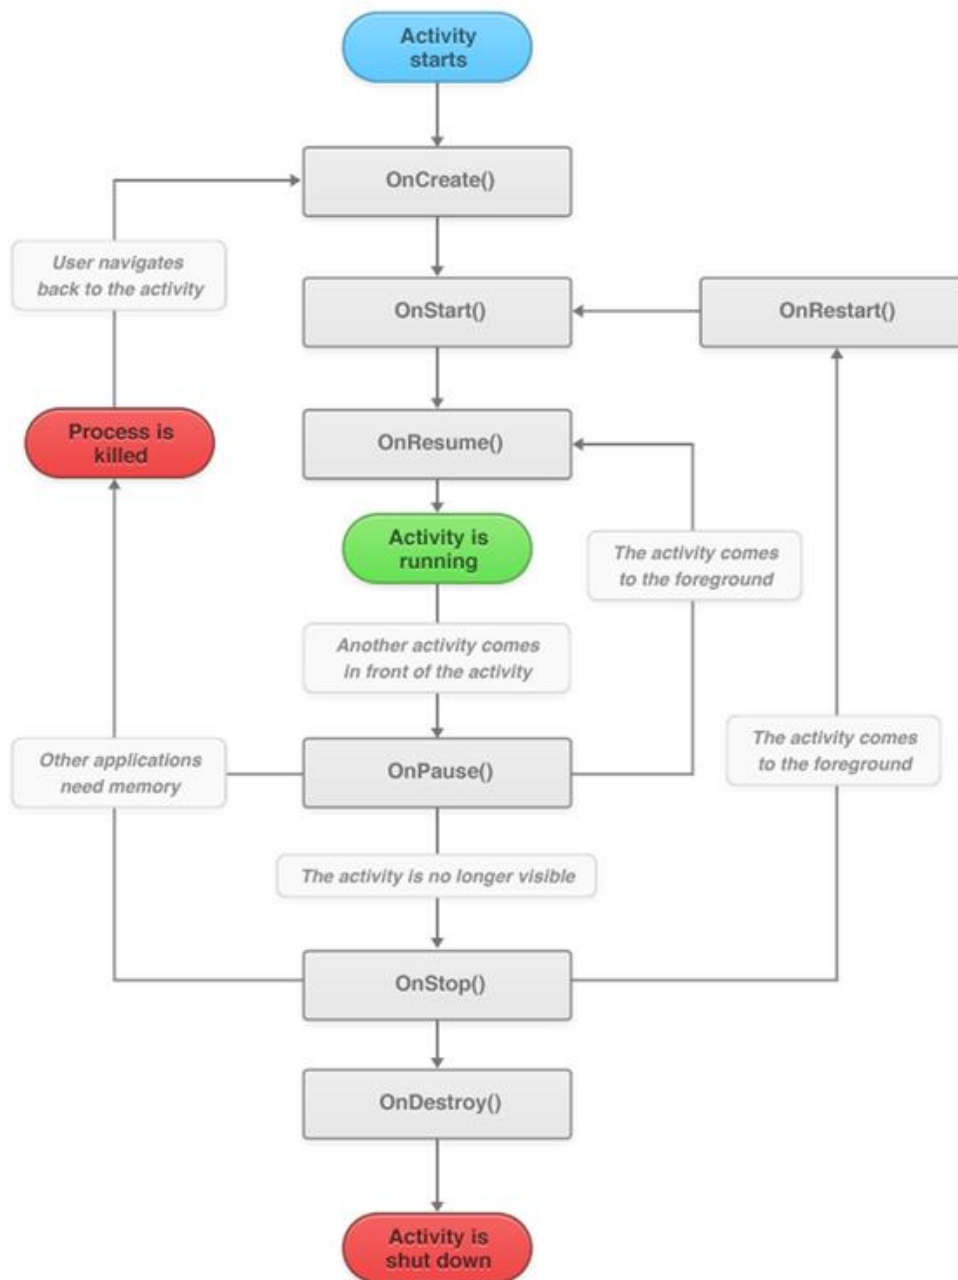 Activity
starts
OnCreate()
User navigates
back to the activity
OnStart()
OnRestart()
Process is
killed
OnResume()
Activity is
running
The activity comes
to the foreground
Another activity comes
in front of the activity
Other applications
need memory
OnPause()
The activity comes
to the foreground
The activity is no longer visible
OnStop()
OnDestroy()
Activity is
shut down